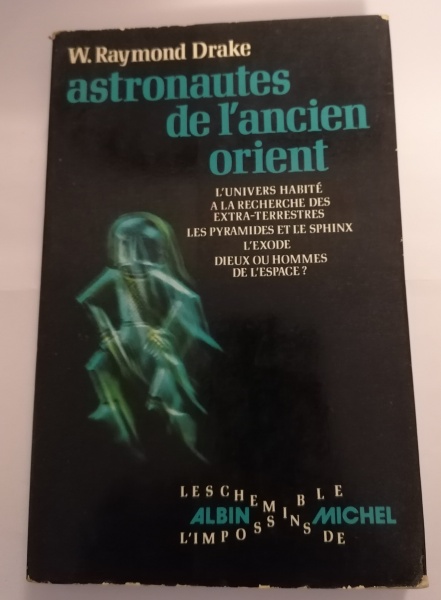 W. Raymond Drake
astronautes
de l'ancien
orient
L'UNIVERS HABITÉ
A LA RECHERCHE DES
EXTRA-TERRESTRES
LES PYRAMIDES ET LE SPHINX
L'EXODE
DIEUX OU HOMMES
DE L'ESPACE ?
LES CHEMINS DE
L'IMPOSSIBLE
ALBIN MICHEL